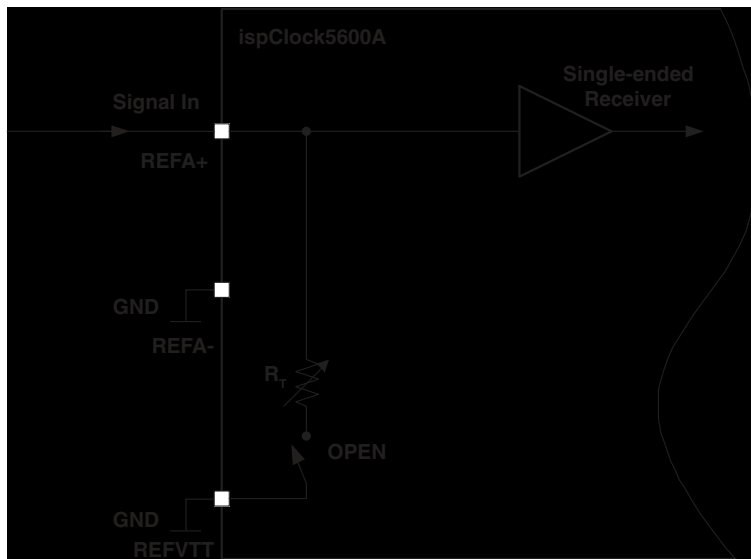 ispClock5600A
Single-ended
Receiver
Signal In
REFA+
GND
REFA-
RT
OPEN
GND
REFVTT